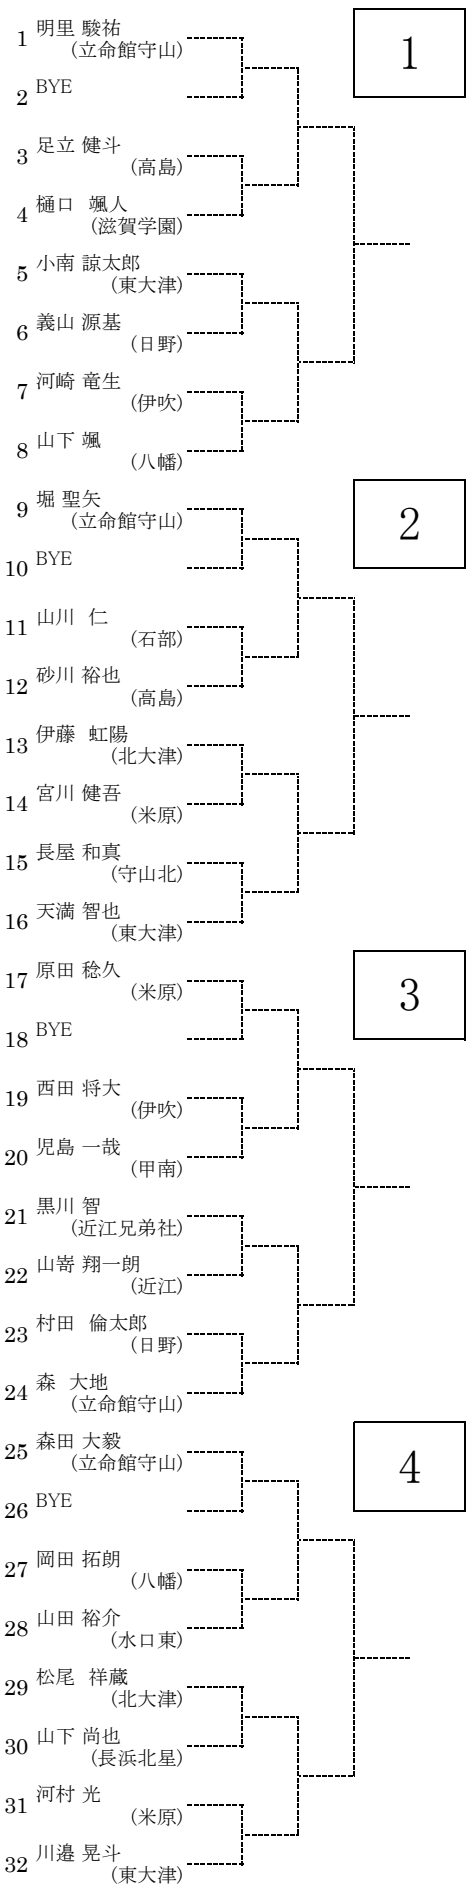 1
1 明里 駿祐
(立命館守山)
2 BYE
3 足立 健斗
(高島)
4 樋口 颯人
(滋賀学園)
5 小南 諒太郎
(東大津)
6 義山 源基
(日野)
7 河崎 竜生
(伊吹)
8 山下 颯
(八幡)
2
9 堀 聖矢
(立命館守山)
10 BYE
11 山川 仁
(石部)
12 砂川 裕也
(高島)
13 伊藤 虹陽
(北大津)
14 宮川 健吾
(米原)
15 長屋 和真
(守山北)
16 天満 智也
(東大津)
3
17 原田 稔久
(米原)
18 BYE
19 西田 将大
(伊吹)
20 児島 一哉
(甲南)
21 黒川 智
(近江兄弟社)
22 山嵜 翔一朗
(近江)
23 村田 倫太郎
(日野)
24 森 大地
(立命館守山)
4
25 森田 大毅
(立命館守山)
26 BYE
27 岡田 拓朗
(八幡)
28 山田 裕介
(水口東)
29 松尾 祥蔵
(北大津)
30 山下 尚也
(長浜北星)
31 河村 光
(米原)
32 川邉 晃斗
(東大津)